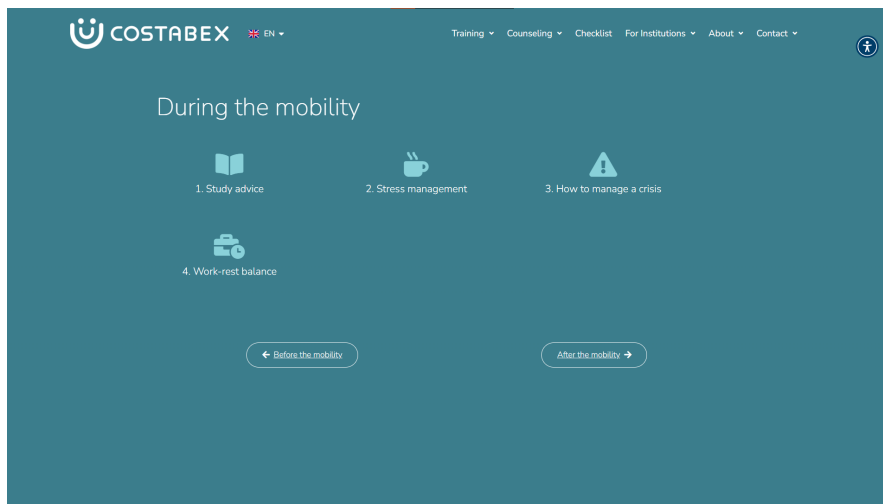 COSTABEX
EN
Training
Counseling
Checklist
For Institutions
About
Contact
During the mobility
1. Study advice
2. Stress management
3. How to manage a crisis
4. Work-rest balance
Before the mobility
After the mobility